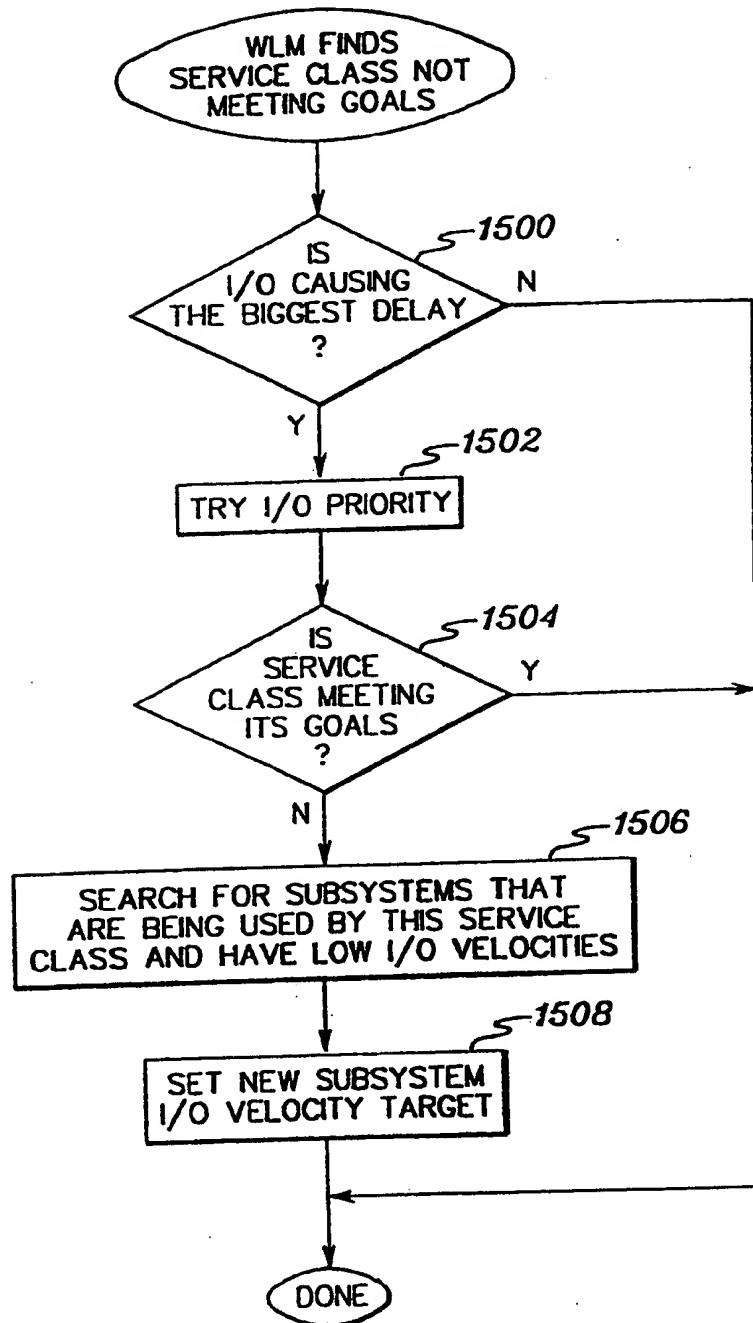 WLM FINDS
SERVICE CLASS NOT
MEETING GOALS
1500
IS
I/O CAUSING
THE BIGGEST DELAY
?
N
Y
1502
TRY I/O PRIORITY
1504
IS
SERVICE
CLASS MEETING
ITS GOALS
?
Y
N
1506
SEARCH FOR SUBSYSTEMS THAT
ARE BEING USED BY THIS SERVICE
CLASS AND HAVE LOW I/O VELOCITIES
1508
SET NEW SUBSYSTEM
I/O VELOCITY TARGET
DONE